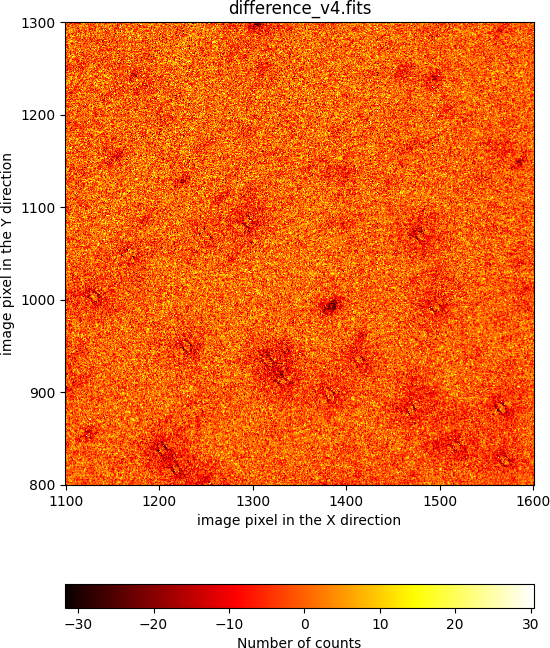 difference_v4.fits
1300
1200
1100
1000
900
800
image pixel in the Y direction
1100 1200 1300 1400 1500 1600
image pixel in the X direction
−30 −20 −10 0 10 20 30
Number of counts